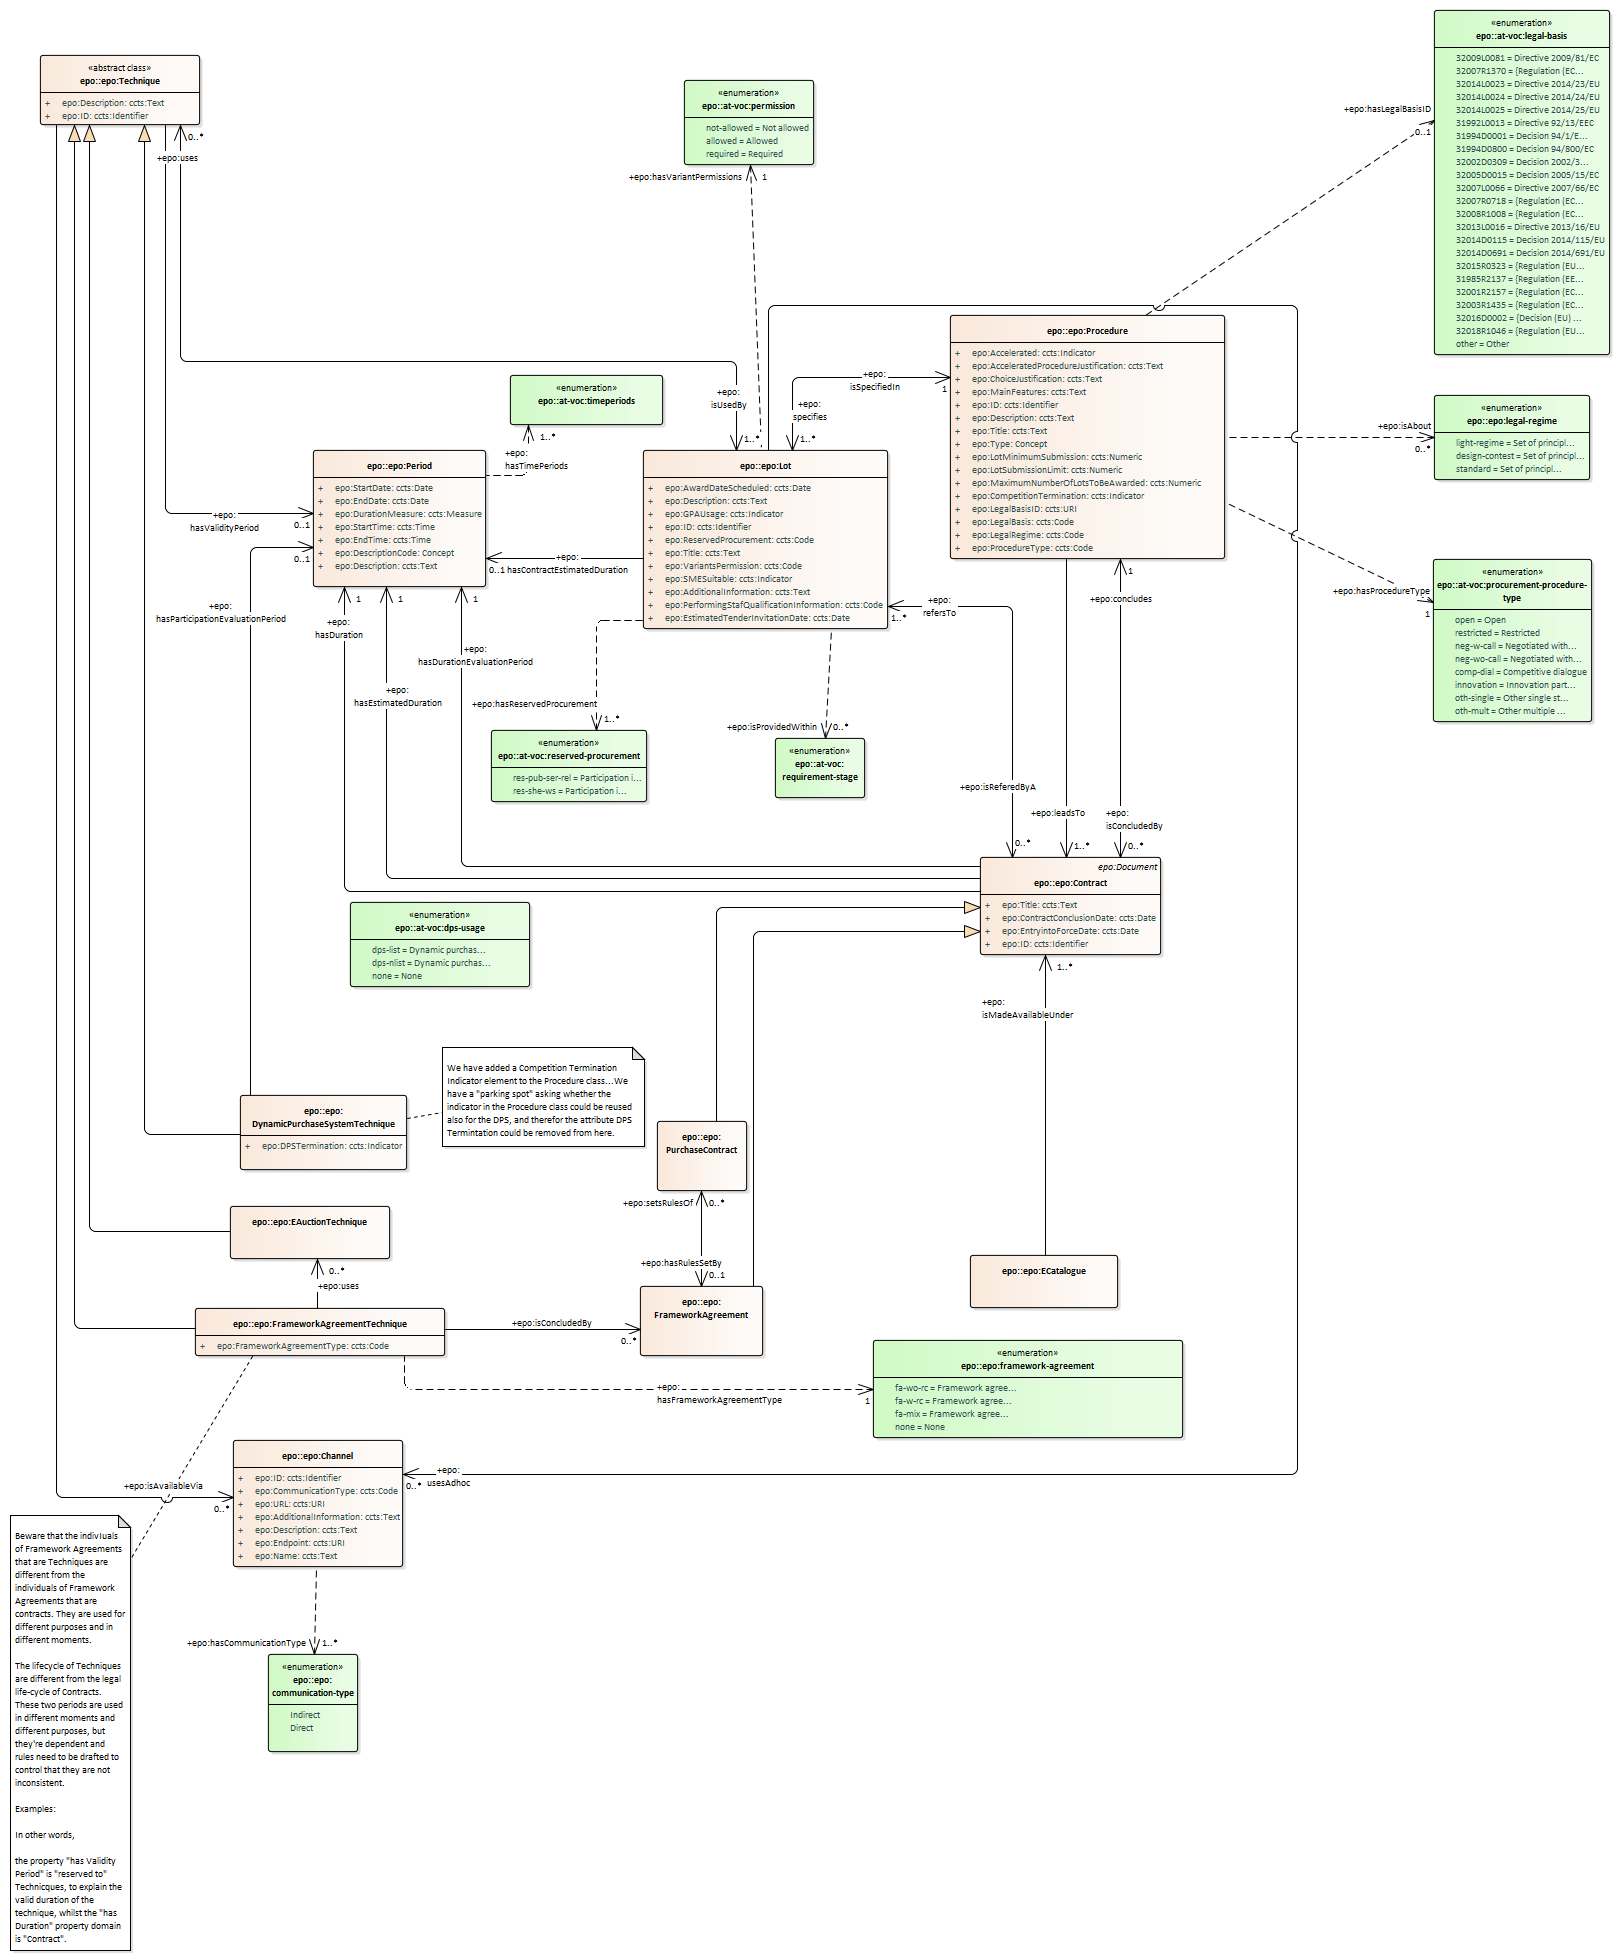 «abstract class»
epo::epo:Technique
+ epo:Description: ccts:Text
+ epo:ID: ccts:Identifier
0..*
+epo:uses
«enumeration»
epo::at-voc:permission
not-allowed = Not allowed
allowed = Allowed
required = Required
+epo:hasVariantPermissions
1
«enumeration»
epo::at-voc:legal-basis
32009L0081 = Directive 2009/81/EC
32007R1370 = {Regulation (EC...
32014L0023 = Directive 2014/23/EU
32014L0024 = Directive 2014/24/EU
32014L0025 = Directive 2014/25/EU
31992L0013 = Directive 92/13/EEC
31994D0001 = Decision 94/1/E...
31994D0800 = Decision 94/800/EC
32002D0309 = Decision 2002/3...
32005D0015 = Decision 2005/15/EC
32007L0066 = Directive 2007/66/EC
32007R0718 = {Regulation (EC...
32008R1008 = {Regulation (EC...
32013L0016 = Directive 2013/16/EU
32014D0115 = Decision 2014/115/EU
32014D0691 = Decision 2014/691/EU
32015R0323 = {Regulation (EU...
31985R2137 = {Regulation (EE...
32001R2157 = {Regulation (EC...
32003R1435 = {Regulation (EC...
32016D0002 = {Decision (EU) ...
32018R1046 = {Regulation (EU...
other = Other
+epo:hasLegalBasisID
0..1
epo::epo:Procedure
+ epo:Accelerated: ccts:Indicator
+ epo:AcceleratedProcedureJustification: ccts:Text
+ epo:ChoiceJustification: ccts:Text
+ epo:MainFeatures: ccts:Text
+ epo:ID: ccts:Identifier
+ epo:Description: ccts:Text
+ epo:Title: ccts:Text
+ epo:Type: Concept
+ epo:LotMinimumSubmission: ccts:Numeric
+ epo:LotSubmissionLimit: ccts:Numeric
+ epo:MaximumNumberOfLotsToBeAwarded: ccts:Numeric
+ epo:CompetitionTermination: ccts:Indicator
+ epo:LegalBasisID: ccts:URI
+ epo:LegalBasis: ccts:Code
+ epo:LegalRegime: ccts:Code
+ epo:ProcedureType: ccts:Code
+epo:
isSpecifiedIn
1
+epo:
specifies
1..*
+epo:
isUsedBy
1..*
«enumeration»
epo::at-voc:timeperiods
1..*
+epo:
hasTimePeriods
«enumeration»
epo::epo:legal-regime
light-regime = Set of principl...
design-contest = Set of principl...
standard = Set of principl...
+epo:isAbout
0..*
epo::epo:Period
+ epo:StartDate: ccts:Date
+ epo:EndDate: ccts:Date
+ epo:DurationMeasure: ccts:Measure
+ epo:StartTime: ccts:Time
+ epo:EndTime: ccts:Time
+ epo:DescriptionCode: Concept
+ epo:Description: ccts:Text
+epo:
hasValidityPeriod
0..1
0..1
+epo:
hasParticipationEvaluationPeriod
epo::epo:Lot
+ epo:AwardDateScheduled: ccts:Date
+ epo:Description: ccts:Text
+ epo:GPAUsage: ccts:Indicator
+ epo:ID: ccts:Identifier
+ epo:ReservedProcurement: ccts:Code
+ epo:Title: ccts:Text
+ epo:VariantsPermission: ccts:Code
+ epo:SMESuitable: ccts:Indicator
+ epo:AdditionalInformation: ccts:Text
+ epo:PerformingStafQualificationInformation: ccts:Code
+ epo:EstimatedTenderInvitationDate: ccts:Date
+epo:
0..1 hasContractEstimatedDuration
«enumeration»
epo::at-voc:procurement-procedure-
type
open = Open
restricted = Restricted
neg-w-call = Negotiated with...
neg-wo-call = Negotiated with...
comp-dial = Competitive dialogue
innovation = Innovation part...
oth-single = Other single st...
oth-mult = Other multiple ...
+epo:hasProcedureType
1
1
+epo:
hasDuration
1
+epo:
hasEstimatedDuration
1
+epo:
hasDurationEvaluationPeriod
+epo:
refersTo
1..*
1
+epo:concludes
+epo:hasReservedProcurement
1..*
+epo:isProvidedWithin
0..*
«enumeration»
epo::at-voc:reserved-procurement
res-pub-ser-rel = Participation i...
res-she-ws = Participation i...
«enumeration»
epo::at-voc:
requirement-stage
+epo:isReferedByA
0..*
+epo:leadsTo
1..*
+epo:
isConcludedBy
0..*
epo:Document
epo::epo:Contract
+ epo:Title: ccts:Text
+ epo:ContractConclusionDate: ccts:Date
+ epo:EntryintoForceDate: ccts:Date
+ epo:ID: ccts:Identifier
«enumeration»
epo::at-voc:dps-usage
dps-list = Dynamic purchas...
dps-nlist = Dynamic purchas...
none = None
1..*
+epo:
isMadeAvailableUnder
We have added a Competition Termination
Indicator element to the Procedure class...We
have a "parking spot" asking whether the
indicator in the Procedure class could be reused
also for the DPS, and therefor the attribute DPS
Termintation could be removed from here.
epo::epo:
DynamicPurchaseSystemTechnique
+ epo:DPSTermination: ccts:Indicator
epo::epo:
PurchaseContract
+epo:setsRulesOf
0..*
+epo:hasRulesSetBy
0..1
epo::epo:EAuctionTechnique
0..*
+epo:uses
epo::epo:ECatalogue
epo::epo:FrameworkAgreementTechnique
+ epo:FrameworkAgreementType: ccts:Code
+epo:isConcludedBy
0..*
epo::epo:
FrameworkAgreement
«enumeration»
epo::epo:framework-agreement
fa-wo-rc = Framework agree...
fa-w-rc = Framework agree...
fa-mix = Framework agree...
none = None
+epo:
hasFrameworkAgreementType
1
epo::epo:Channel
+ epo:ID: ccts:Identifier
+ epo:CommunicationType: ccts:Code
+ epo:URL: ccts:URI
+ epo:AdditionalInformation: ccts:Text
+ epo:Description: ccts:Text
+ epo:Endpoint: ccts:URI
+ epo:Name: ccts:Text
+epo:isAvailableVia
0..*
+epo:
0..* usesAdhoc
+epo:hasCommunicationType
1..*
«enumeration»
epo::epo:
communication-type
Indirect
Direct
Beware that the indivIuals
of Framework Agreements
that are Techniques are
different from the
individuals of Framework
Agreements that are
contracts. They are used for
different purposes and in
different moments.
The lifecycle of Techniques
are different from the legal
life-cycle of Contracts.
These two periods are used
in different moments and
different purposes, but
they're dependent and
rules need to be drafted to
control that they are not
inconsistent.
Examples:
In other words,
the property "has Validity
Period" is "reserved to"
Technicques, to explain the
valid duration of the
technique, whilst the "has
Duration" property domain
is "Contract".